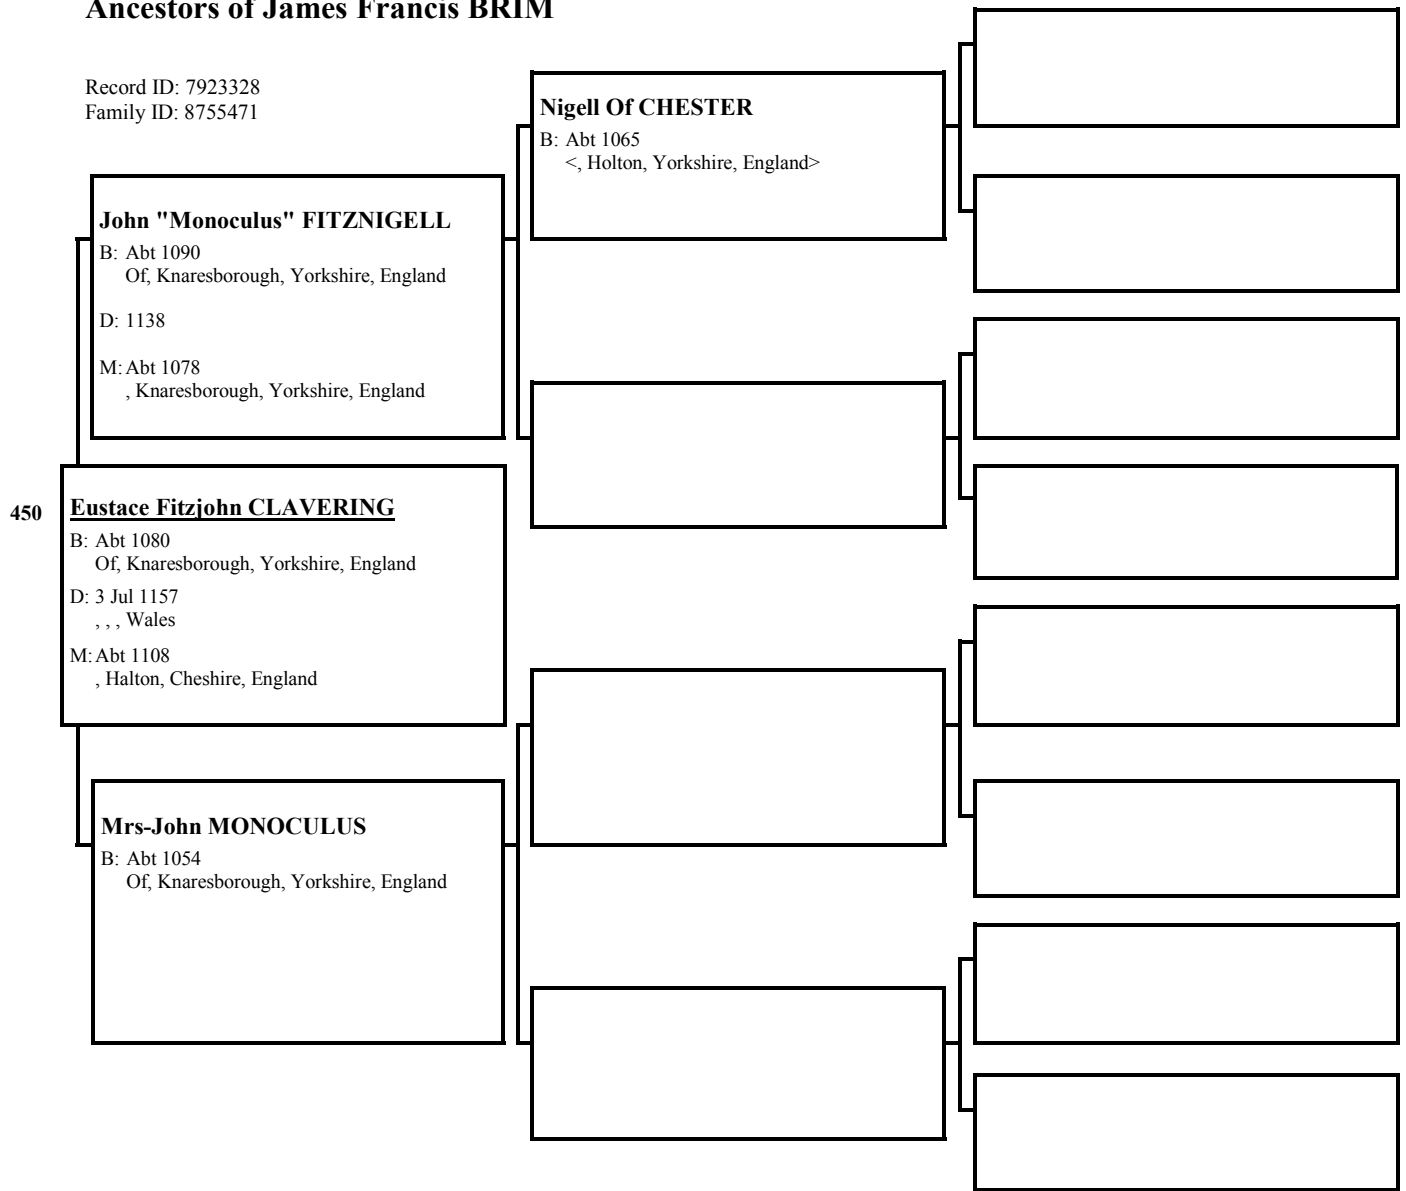 Ancestors of James Francis BRIM
Record ID: 7923328
Family ID: 8755471
Nigell Of CHESTER
B: Abt 1065
<, Holton, Yorkshire, England>
John "Monoculus" FITZNIGELL
B: Abt 1090
Of, Knaresborough, Yorkshire, England
D: 1138
M: Abt 1078
, Knaresborough, Yorkshire, England
450
Eustace Fitzjohn CLAVERING
B: Abt 1080
Of, Knaresborough, Yorkshire, England
D: 3 Jul 1157
, , , Wales
M: Abt 1108
, Halton, Cheshire, England
Mrs-John MONOCULUS
B: Abt 1054
Of, Knaresborough, Yorkshire, England